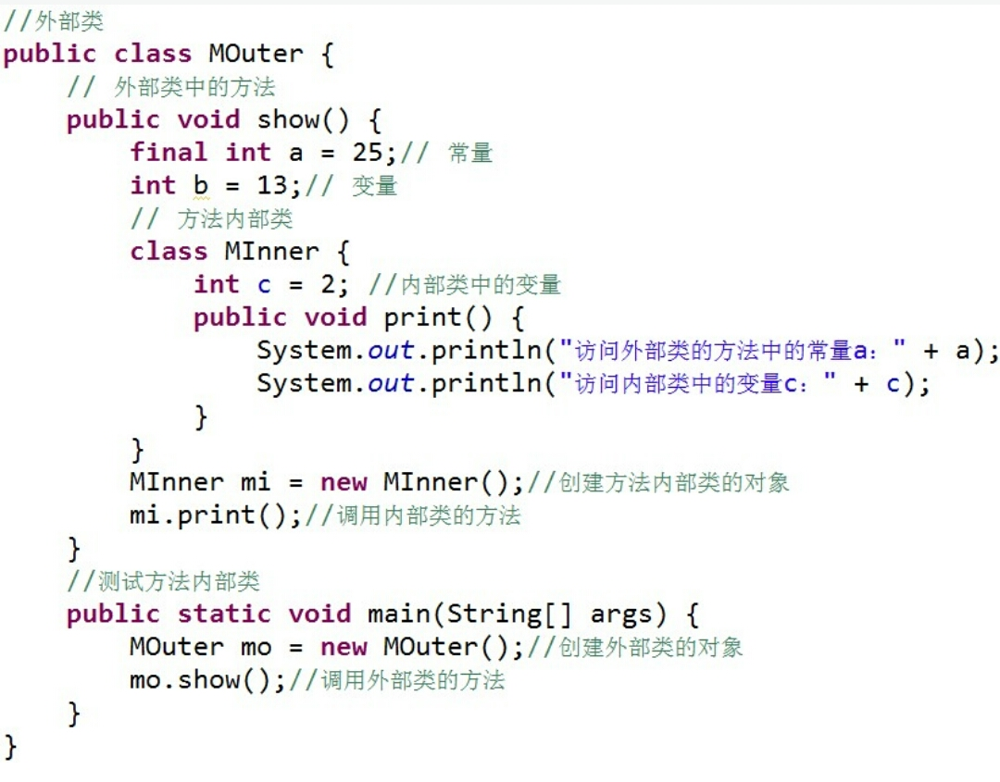 //外部类
public class MOuter {
    // 外部类中的方法
    public void show() {
        final int a = 25;// 常量
        int b = 13;// 变量
        // 方法内部类
        class MInner {
            int c = 2; //内部类中的变量
            public void print() {
                System.out.println("访问外部类的方法中的常量a：" + a);
                System.out.println("访问内部类中的变量c：" + c);
            }
        }
        MInner mi = new MInner();//创建方法内部类的对象
        mi.print();//调用内部类的方法
    }
    //测试方法内部类
    public static void main(String[] args) {
        MOuter mo = new MOuter();//创建外部类的对象
        mo.show();//调用外部类的方法
    }
}